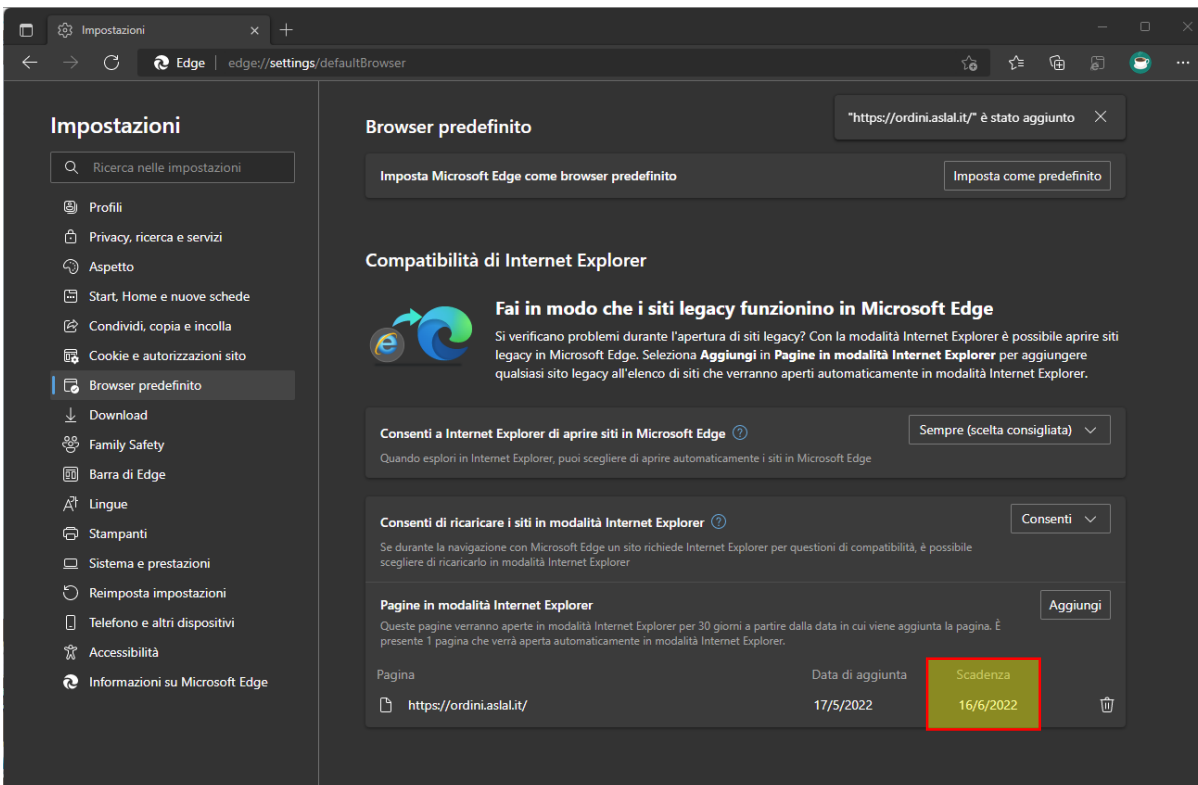 Impostazioni
Edge | edge://settings/defaultBrowser
"https://ordini.aslal.it/" è stato aggiunto
Impostazioni
Ricerca nelle impostazioni
Profili
Privacy, ricerca e servizi
Aspetto
Start, Home e nuove schede
Condividi, copia e incolla
Cookie e autorizzazioni sito
Browser predefinito
Download
Family Safety
Barra di Edge
Lingue
Stampanti
Sistema e prestazioni
Reimposta impostazioni
Telefono e altri dispositivi
Accessibilità
Informazioni su Microsoft Edge
Browser predefinito
Imposta Microsoft Edge come browser predefinito
Imposta come predefinito
Compatibilità di Internet Explorer
Fai in modo che i siti legacy funzionino in Microsoft Edge
Si verificano problemi durante l'apertura di siti legacy? Con la modalità Internet Explorer è possibile aprire siti
legacy in Microsoft Edge. Seleziona Aggiungi in Pagine in modalità Internet Explorer per aggiungere
qualsiasi sito legacy all'elenco di siti che verranno aperti automaticamente in modalità Internet Explorer.
Consenti a Internet Explorer di aprire siti in Microsoft Edge
Sempre (scelta consigliata)
Quando esplori in Internet Explorer, puoi scegliere di aprire automaticamente i siti in Microsoft Edge
Consenti di ricaricare i siti in modalità Internet Explorer
Consenti
Se durante la navigazione con Microsoft Edge un sito richiede Internet Explorer per questioni di compatibilità, è possibile
scegliere di ricaricarlo in modalità Internet Explorer
Pagine in modalità Internet Explorer
Aggiungi
Queste pagine verranno aperte in modalità Internet Explorer per 30 giorni a partire dalla data in cui viene aggiunta la pagina. È
presente 1 pagina che verrà aperta automaticamente in modalità Internet Explorer.
Pagina Data di aggiunta Scadenza
https://ordini.aslal.it/ 17/5/2022 16/6/2022